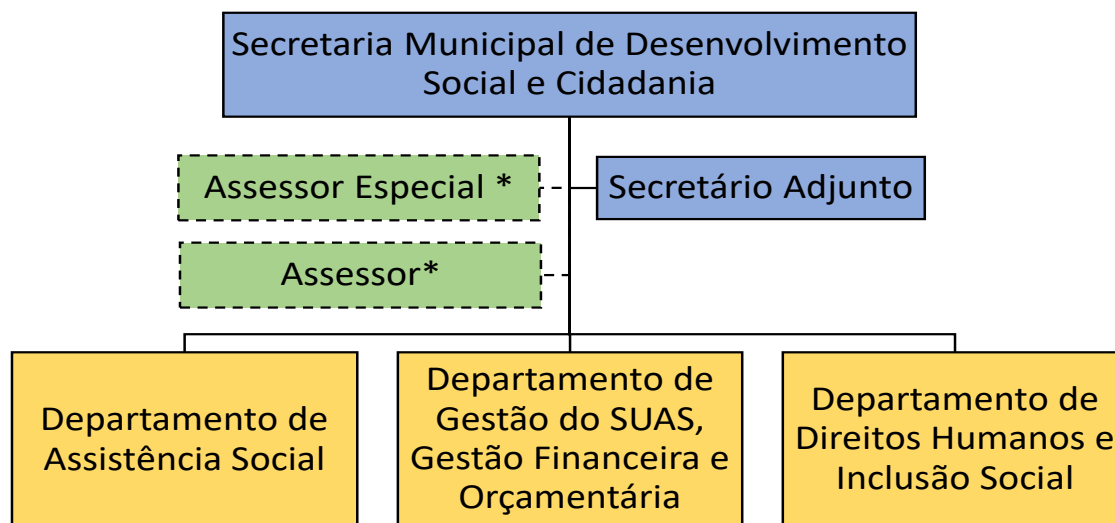 Secretaria Municipal de Desenvolvimento
Social e Cidadania
Assessor Especial *
Secretário Adjunto
Assessor*
Departamento de
Assistência Social
Departamento de
Gestão do SUAS,
Gestão Financeira e
Orçamentária
Departamento de
Direitos Humanos e
Inclusão Social